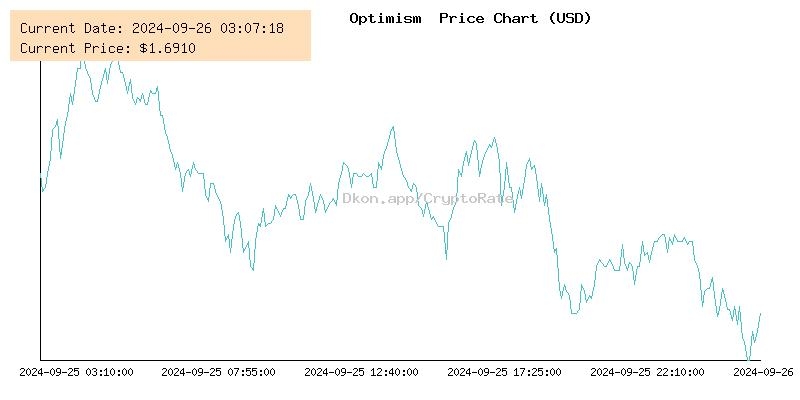 Optimism Price Chart (USD)
Current Date: 2024-09-26 03:07:18
Current Price: $1.6910
Dkon.app/CryptoRate
2024-09-25 03:10:00 2024-09-25 07:55:00 2024-09-25 12:40:00 2024-09-25 17:25:00 2024-09-25 22:10:00 2024-09-26